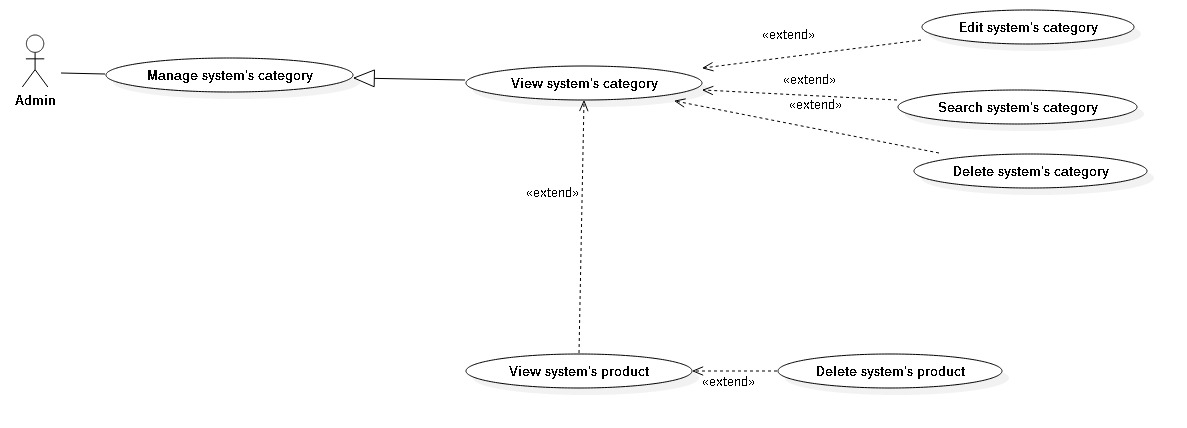 Edit system's category
«extend»
Manage system's category
View system's category
«extend»
Admin
«extend»
Search system's category
Delete system's category
«extend»
View system's product
Delete system's product
«extend»